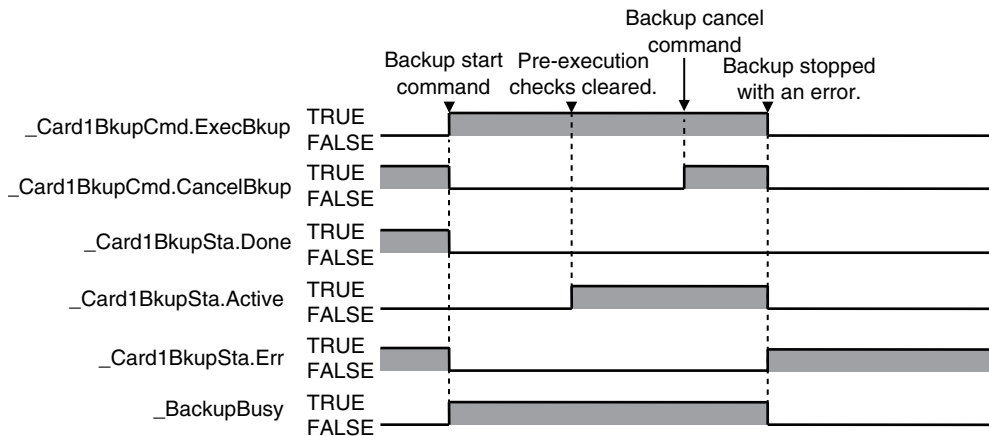 Backup cancel
command
Backup start
command
Pre-execution
checks cleared.
Backup stopped
with an error.
_Card1BkupCmd.ExecBkup
TRUE
FALSE
_Card1BkupCmd.CancelBkup
TRUE
FALSE
_Card1BkupSta.Done
TRUE
FALSE
_Card1BkupSta.Active
TRUE
FALSE
_Card1BkupSta.Err
TRUE
FALSE
_BackupBusy
TRUE
FALSE